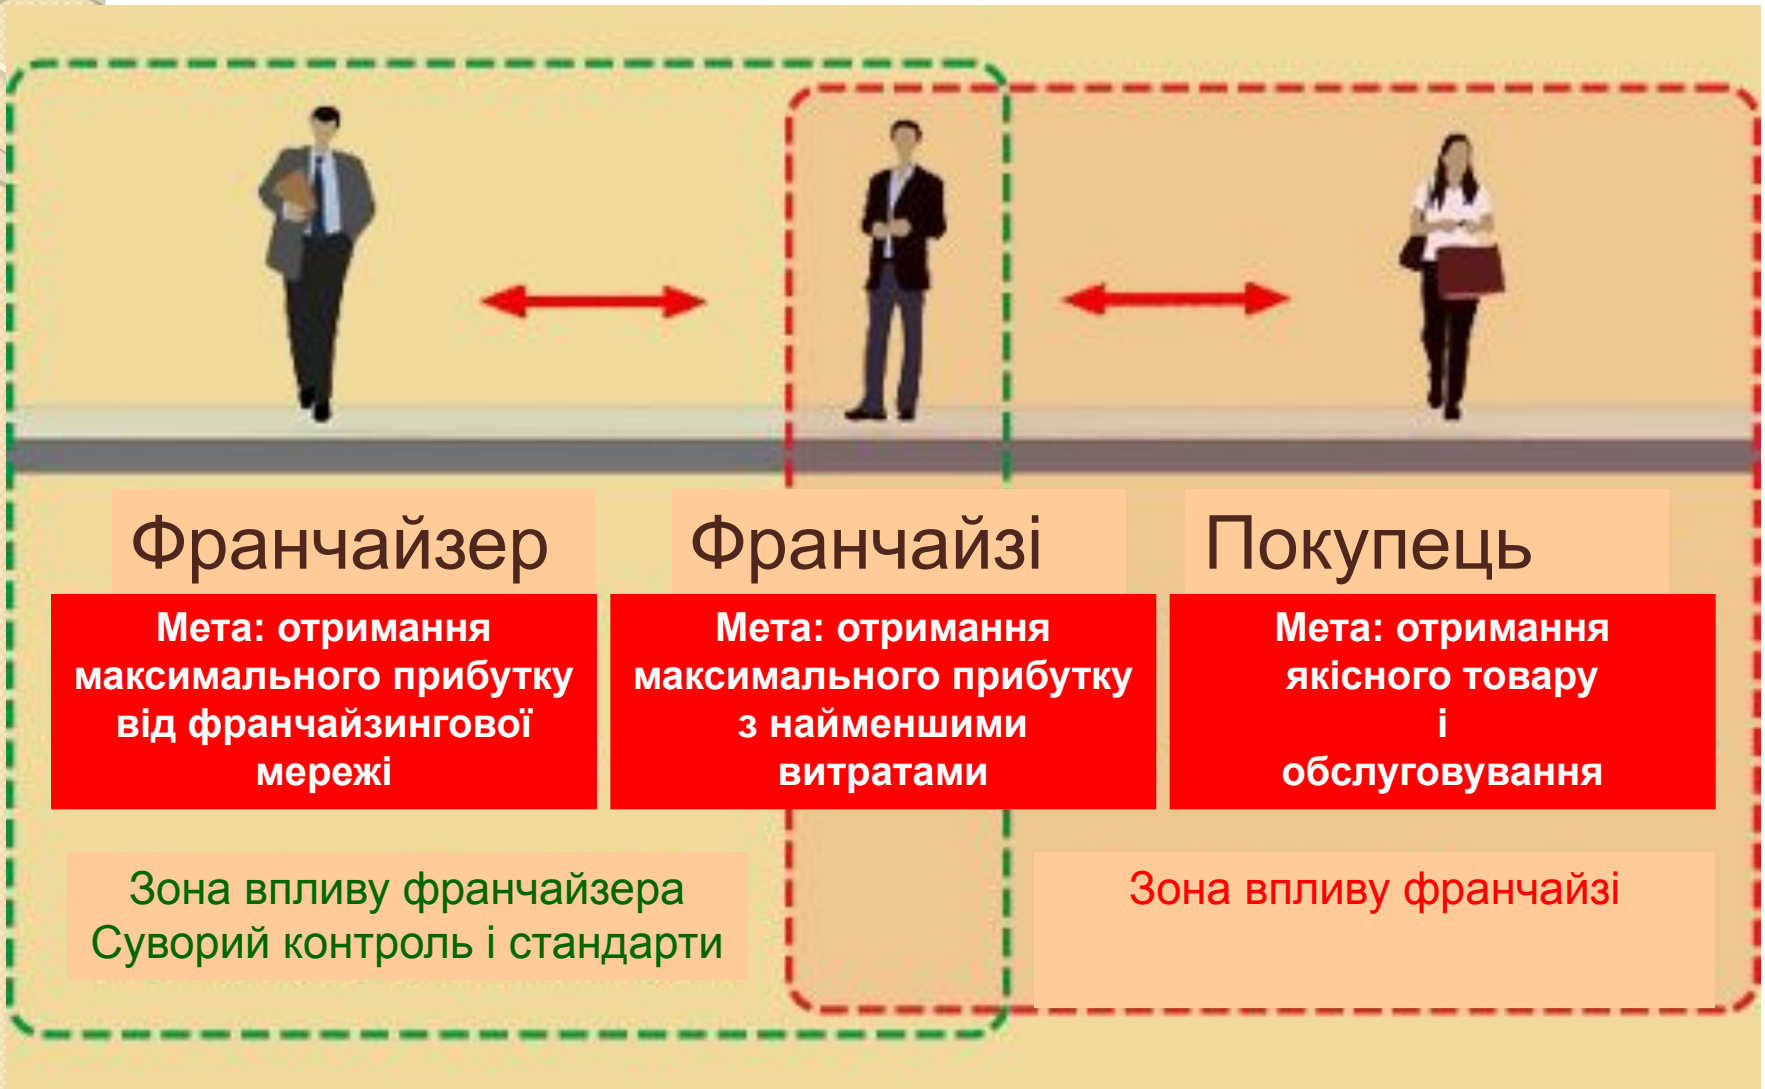 Франчайзер
Франчайзі
Покупець
Мета: отримання
максимального прибутку
від франчайзингової
мережі
Мета: отримання
максимального прибутку
з найменшими
витратами
Мета: отримання
якісного товару
і
обслуговування
Зона впливу франчайзера
Суворий контроль і стандарти
Зона впливу франчайзі